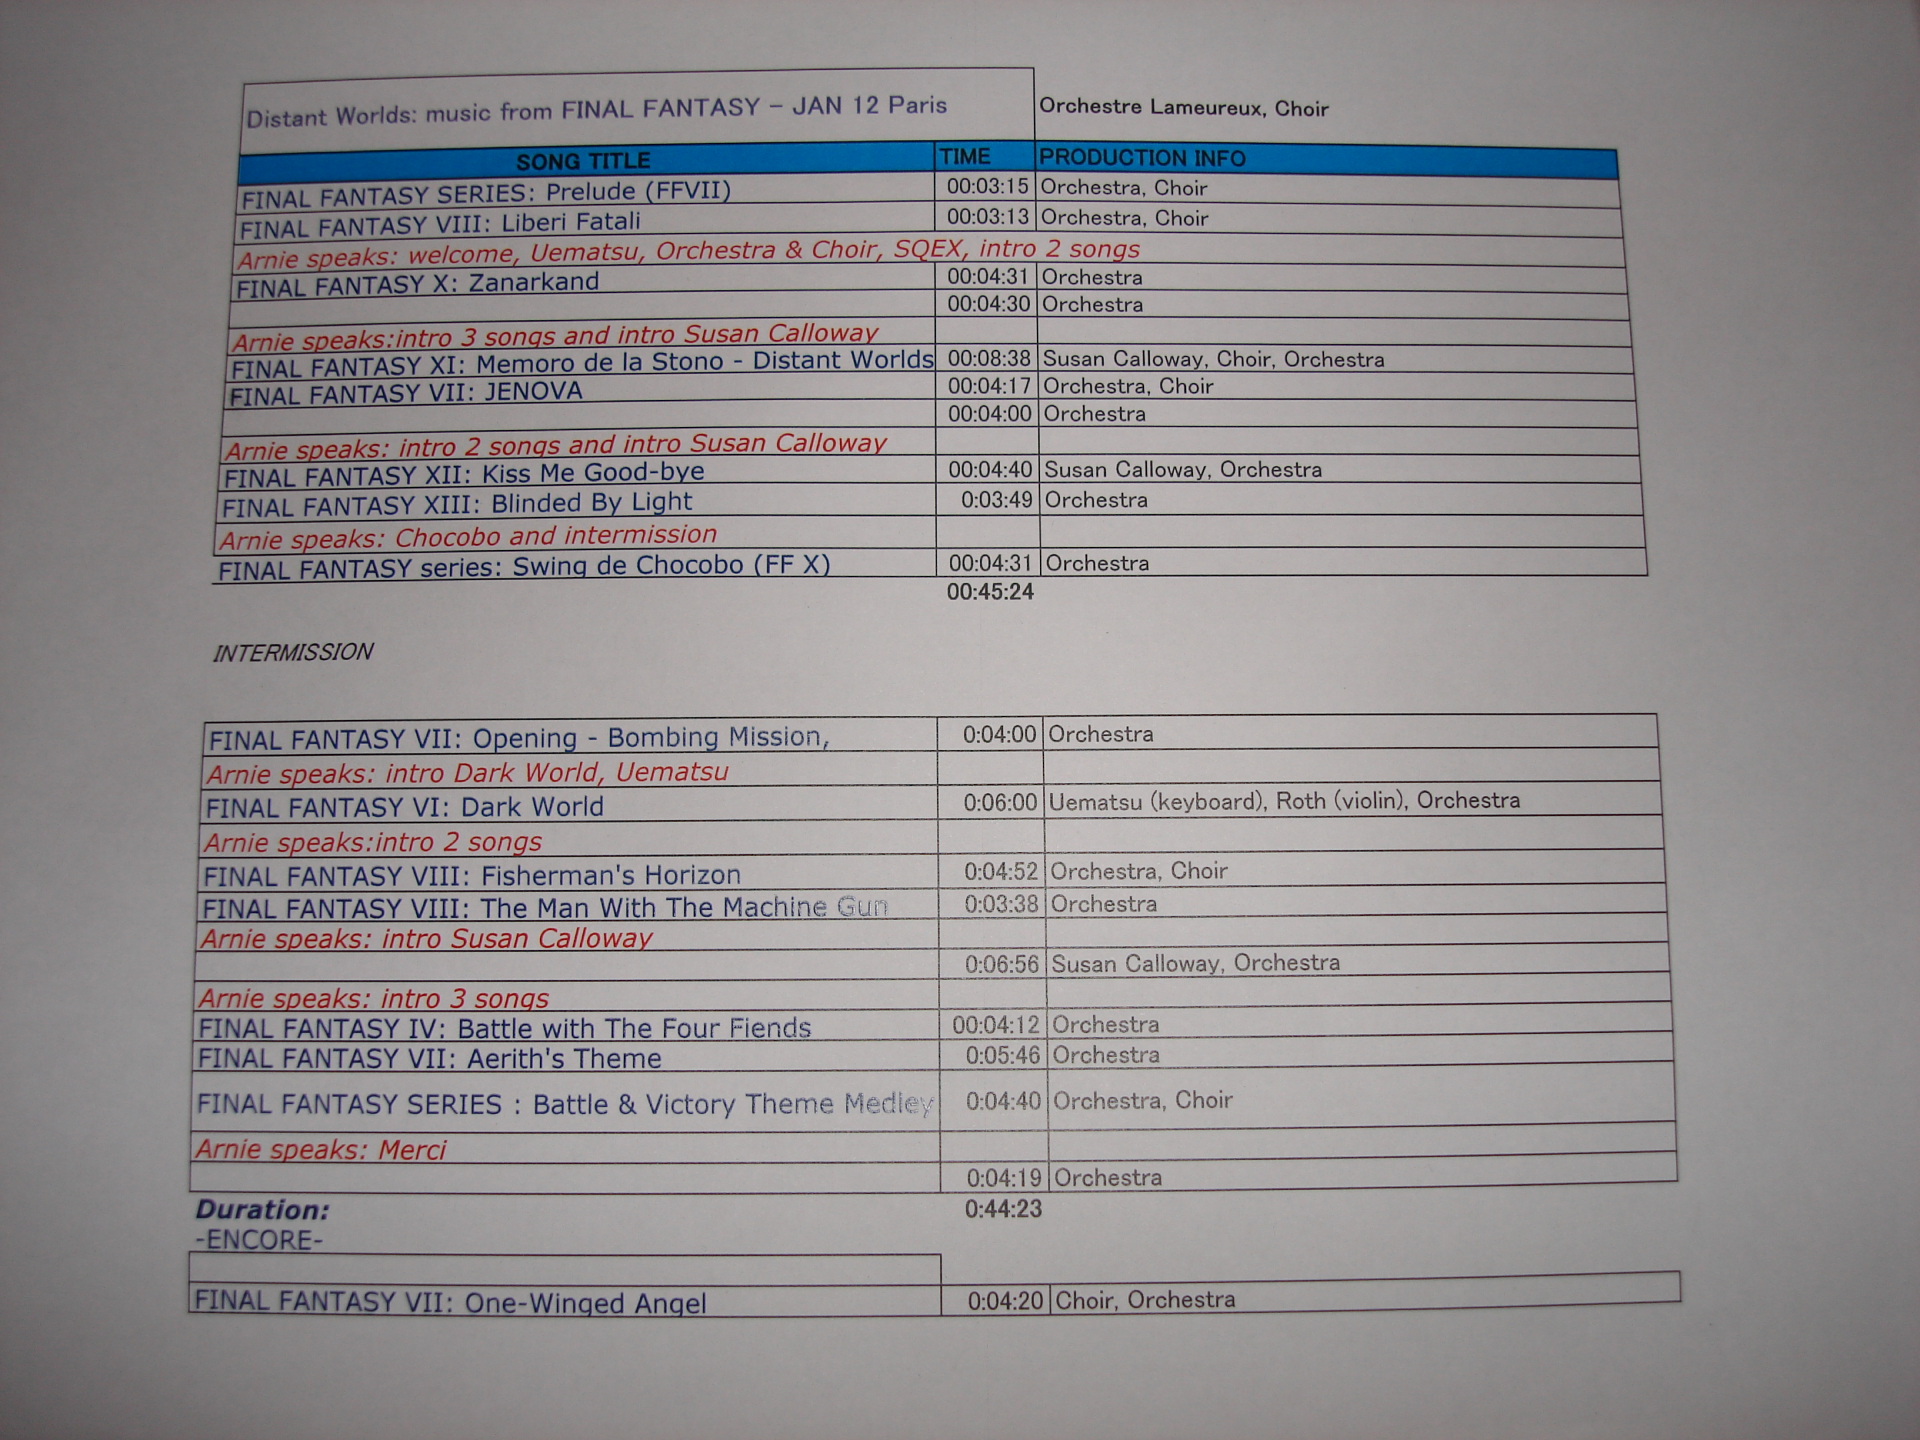 Distant Worlds: music from FINAL FANTASY - JAN 12 Paris Orchestre Lameureux, Choir
SONG TITLE TIME PRODUCTION INFO
FINAL FANTASY SERIES: Prelude (FFVII) 00:03:15 Orchestra, Choir
FINAL FANTASY VIII: Liberi Fatali 00:03:13 Orchestra, Choir
Arnie speaks: welcome, Uematsu, Orchestra & Choir, SQEX, intro 2 songs
FINAL FANTASY X: Zanarkand 00:04:31 Orchestra
00:04:30 Orchestra
Arnie speaks:intro 3 songs and intro Susan Calloway
FINAL FANTASY XI: Memoro de la Stono - Distant Worlds 00:08:38 Susan Calloway, Choir, Orchestra
FINAL FANTASY VII: JENOVA 00:04:17 Orchestra, Choir
00:04:00 Orchestra
Arnie speaks: intro 2 songs and intro Susan Calloway
FINAL FANTASY XII: Kiss Me Good-bye 00:04:40 Susan Calloway, Orchestra
FINAL FANTASY XIII: Blinded By Light 0:03:49 Orchestra
Arnie speaks: Chocobo and intermission
FINAL FANTASY series: Swing de Chocobo (FF X) 00:04:31 Orchestra
00:45:24
INTERMISSION
FINAL FANTASY VII: Opening - Bombing Mission, 0:04:00 Orchestra
Arnie speaks: intro Dark World, Uematsu
FINAL FANTASY VI: Dark World 0:06:00 Uematsu (keyboard), Roth (violin), Orchestra
Arnie speaks:intro 2 songs
FINAL FANTASY VIII: Fisherman's Horizon 0:04:52 Orchestra, Choir
FINAL FANTASY VIII: The Man With The Machine Gun 0:03:38 Orchestra
Arnie speaks: intro Susan Calloway
0:06:56 Susan Calloway, Orchestra
Arnie speaks: intro 3 songs
FINAL FANTASY IV: Battle with The Four Fiends 00:04:12 Orchestra
FINAL FANTASY VII: Aerith's Theme 0:05:46 Orchestra
FINAL FANTASY SERIES : Battle & Victory Theme Medley 0:04:40 Orchestra, Choir
Arnie speaks: Merci
0:04:19 Orchestra
Duration: 0:44:23
-ENCORE-
FINAL FANTASY VII: One-Winged Angel 0:04:20 Choir, Orchestra